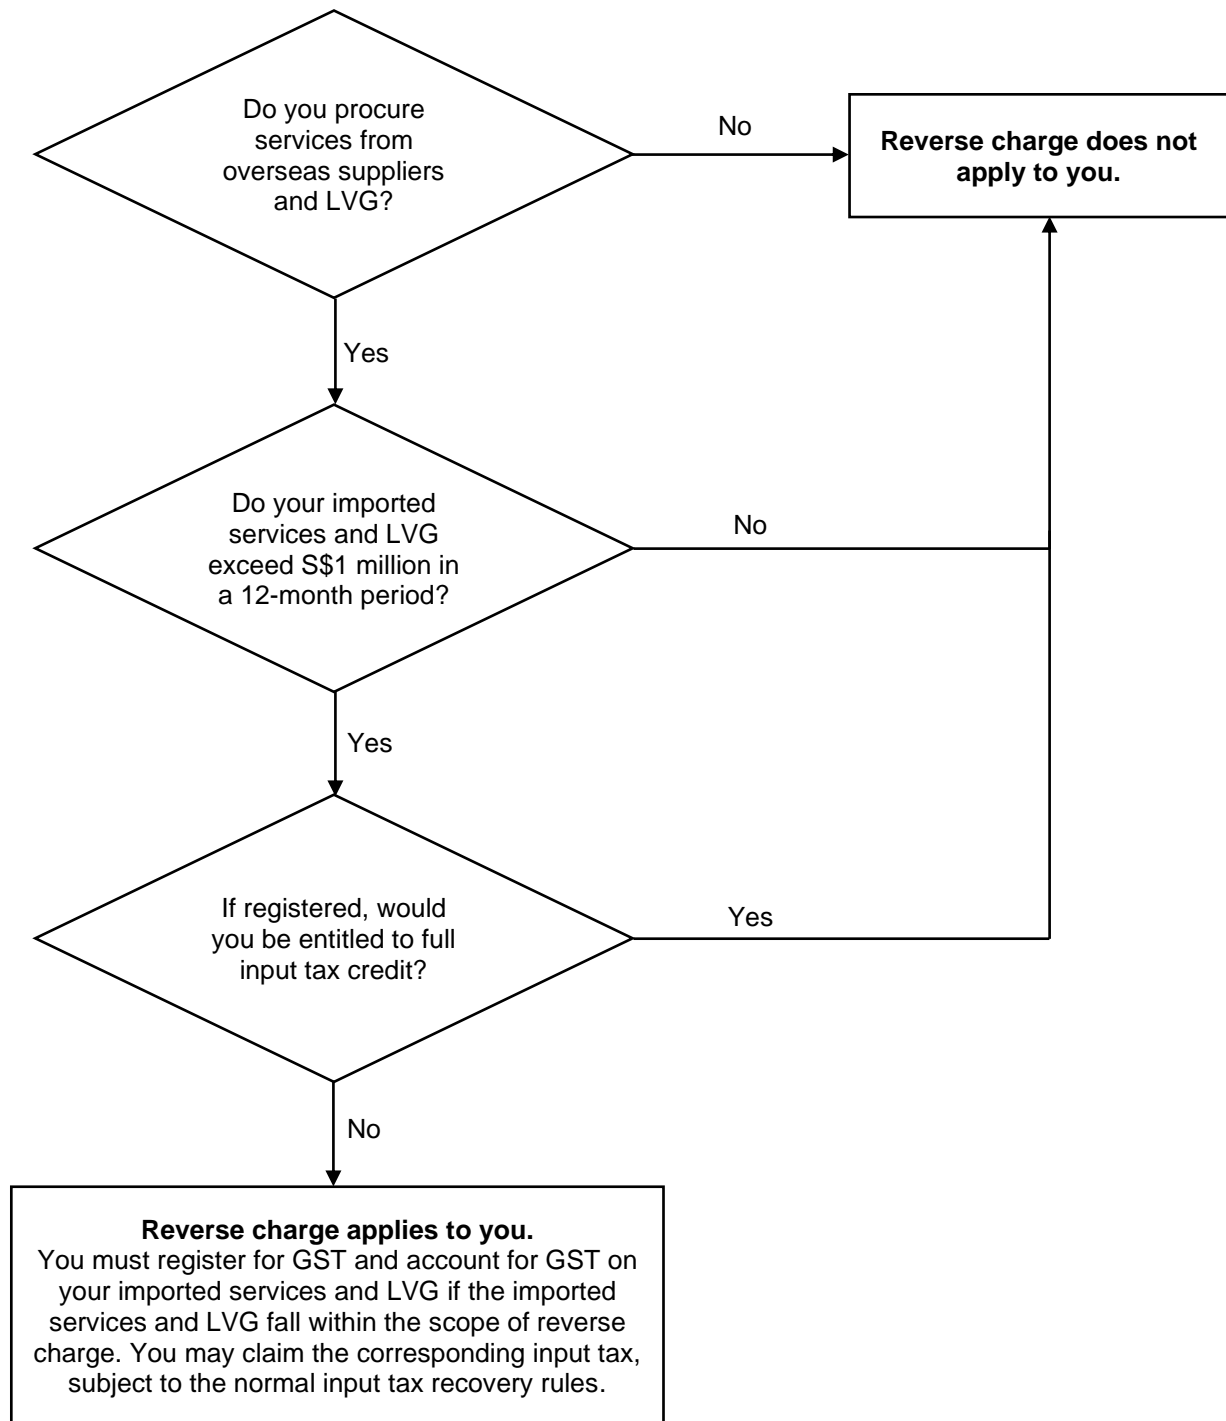 Do you procure
services from
overseas suppliers
and LVG?
No
Reverse charge does not
apply to you.
Yes
Do your imported
services and LVG
exceed S$1 million in
a 12-month period?
No
Yes
If registered, would
you be entitled to full
input tax credit?
Yes
No
Reverse charge applies to you.
You must register for GST and account for GST on
your imported services and LVG if the imported
services and LVG fall within the scope of reverse
charge. You may claim the corresponding input tax,
subject to the normal input tax recovery rules.